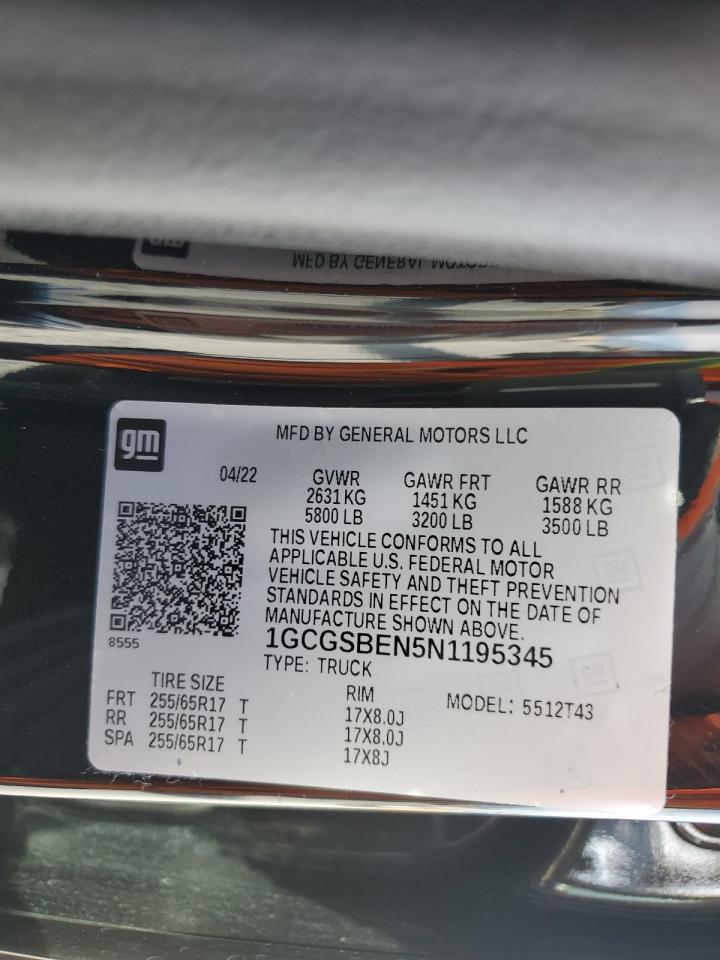 MFD BY GENERAL
gm
MFD BY GENERAL MOTORS LLC
04/22 GVWR GAWR FRT GAWR RR
2631 KG 1451 KG 1588 KG
5800 LB 3200 LB 3500 LB
THIS VEHICLE CONFORMS TO ALL
APPLICABLE U.S. FEDERAL MOTOR
VEHICLE SAFETY AND THEFT PREVENTION
STANDARDS IN EFFECT ON THE DATE OF
MANUFACTURE SHOWN ABOVE.
8555
1GCGSBEN5N1195345
TYPE: TRUCK
TIRE SIZE RIM MODEL: 5512T43
FRT 255/65R17 T 17X8.0J
RR 255/65R17 T 17X8.0J
SPA 255/65R17 T 17X8J